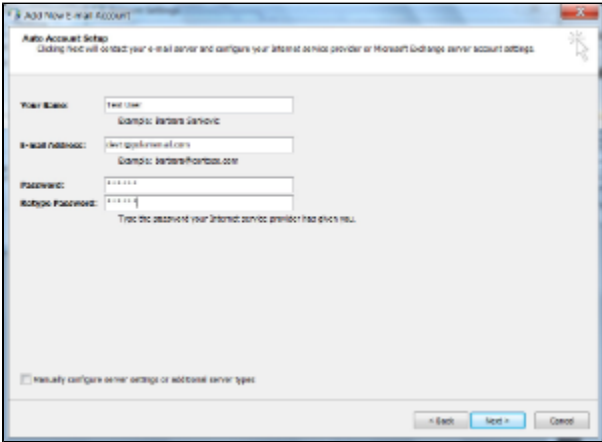 Add New E-mail Account
Auto Account Setup
Clicking Next will contact your e-mail server and configure your Internet service provider or Microsoft Exchange server account settings.
Your Name:
Test User
Example: Barbara Sankovic
E-mail Address:
Example: barbara@contoso.com
Password:
******
Retype Password:
******
Type the password your Internet service provider has given you.
Manually configure server settings or additional server types
< Back
Next >
Cancel